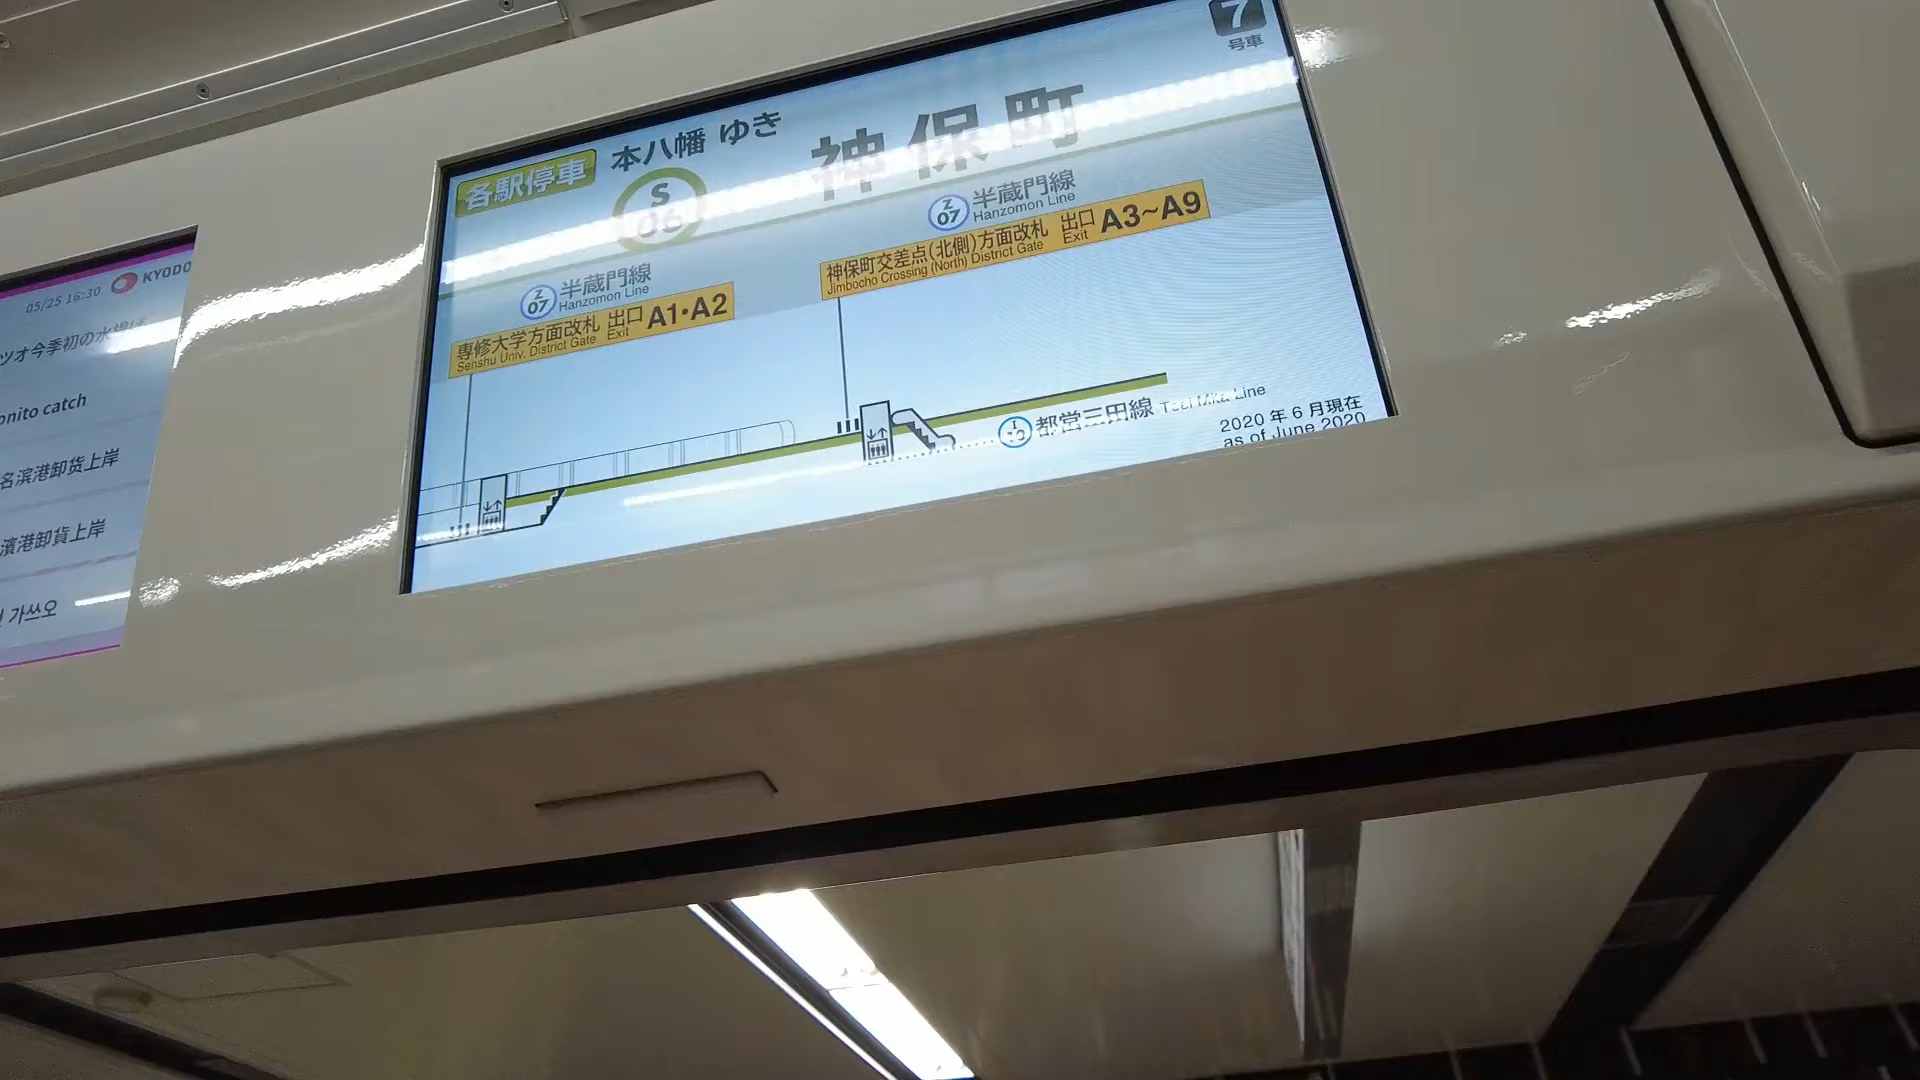 05/25 16:30 KYODO
ツオ今季初の水揚げ
onito catch
名滨港卸货上岸
濱港卸貨上岸
가쓰오
7
号車
各駅停車 本八幡 ゆき
S
06
神保町
Z
07
半蔵門線
Hanzomon Line
神保町交差点(北側)方面改札 出口 A3~A9
Jimbocho Crossing (North) District Gate Exit
Z
07
半蔵門線
Hanzomon Line
専修大学方面改札 出口 A1・A2
Senshu Univ. District Gate Exit
I
都営三田線 Toei Mita Line
2020年6月現在
as of June 2020